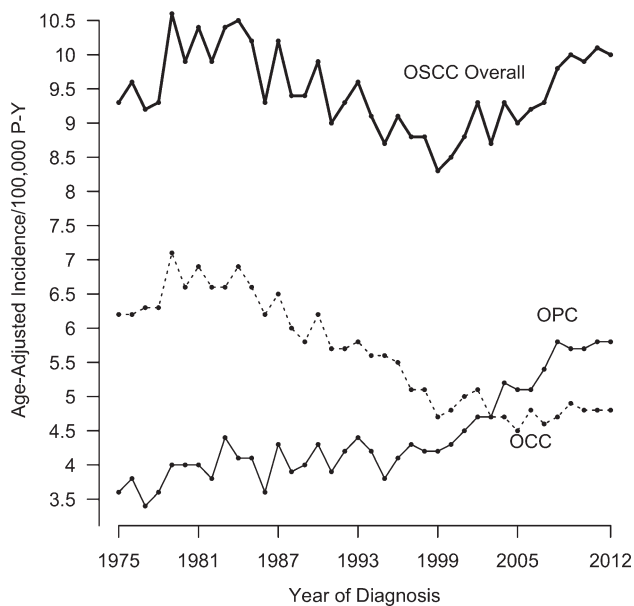 10.5
10
9.5
9
8.5
8
7.5
7
6.5
6
5.5
5
4.5
4
3.5
Age-Adjusted Incidence/100,000 P-Y
OSCC Overall
OPC
OCC
1975 1981 1987 1993 1999 2005 2012
Year of Diagnosis